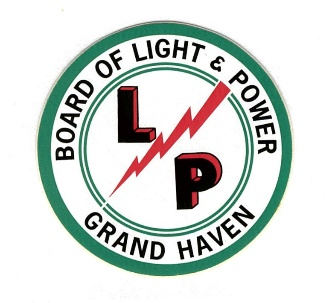 BOARD OF LIGHT & POWER
L
P
GRAND HAVEN